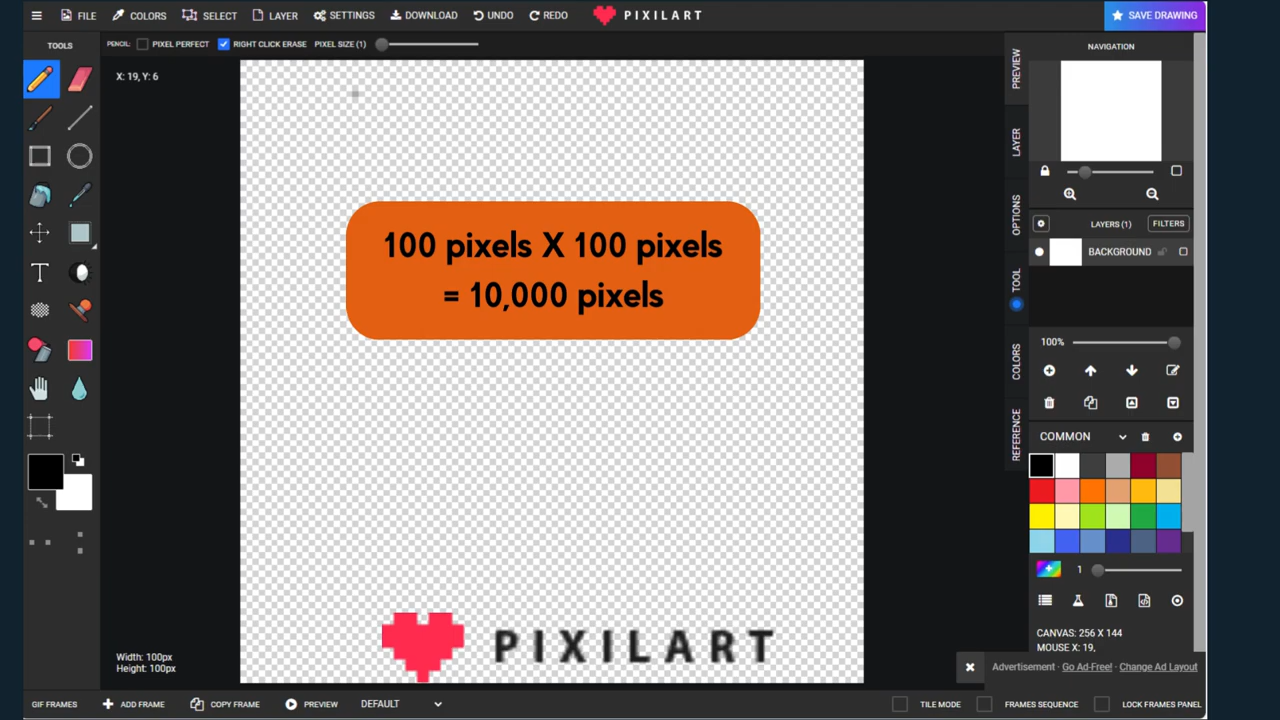 FILE
COLORS
SELECT
LAYER
SETTINGS
DOWNLOAD
UNDO
REDO
PIXILART
SAVE DRAWING
TOOLS
PENCIL:
PIXEL PERFECT
RIGHT CLICK ERASE
PIXEL SIZE (1)
X: 19, Y: 6
100 pixels X 100 pixels
= 10,000 pixels
PIXILART
Width: 100px
Height: 100px
PREVIEW
LAYER
OPTIONS
TOOL
COLORS
REFERENCE
NAVIGATION
LAYERS (1)
FILTERS
BACKGROUND
100%
COMMON
1
CANVAS: 256 X 144
MOUSE X: 19,
Advertisement · Go Ad-Free! · Change Ad Layout
GIF FRAMES
ADD FRAME
COPY FRAME
PREVIEW
DEFAULT
TILE MODE
FRAMES SEQUENCE
LOCK FRAMES PANEL